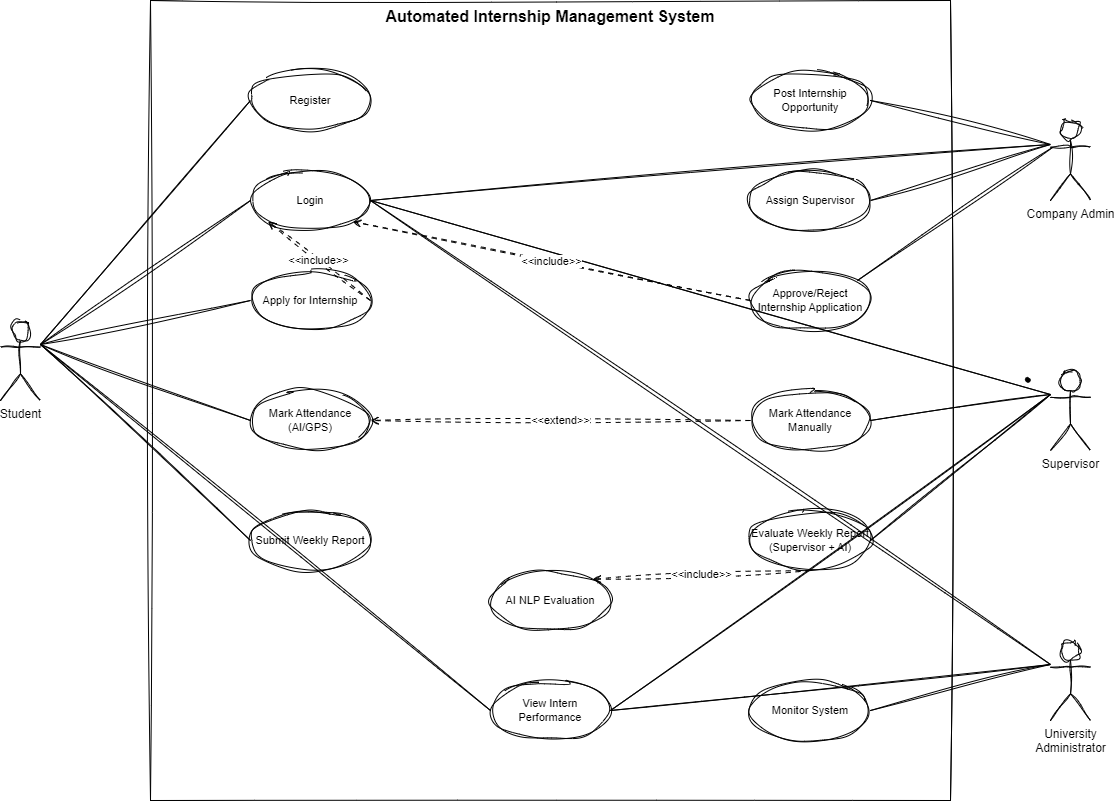 Automated Internship Management System
Register
Post Internship
Opportunity
Login
Assign Supervisor
Company Admin
<<include>>
<<include>>
Apply for Internship
Approve/Reject
Internship Application
Student
Mark Attendance
(AI/GPS)
<<extend>>
Mark Attendance
Manually
Supervisor
Submit Weekly Report
Evaluate Weekly Report
(Supervisor + AI)
<<include>>
AI NLP Evaluation
View Intern
Performance
Monitor System
University
Administrator